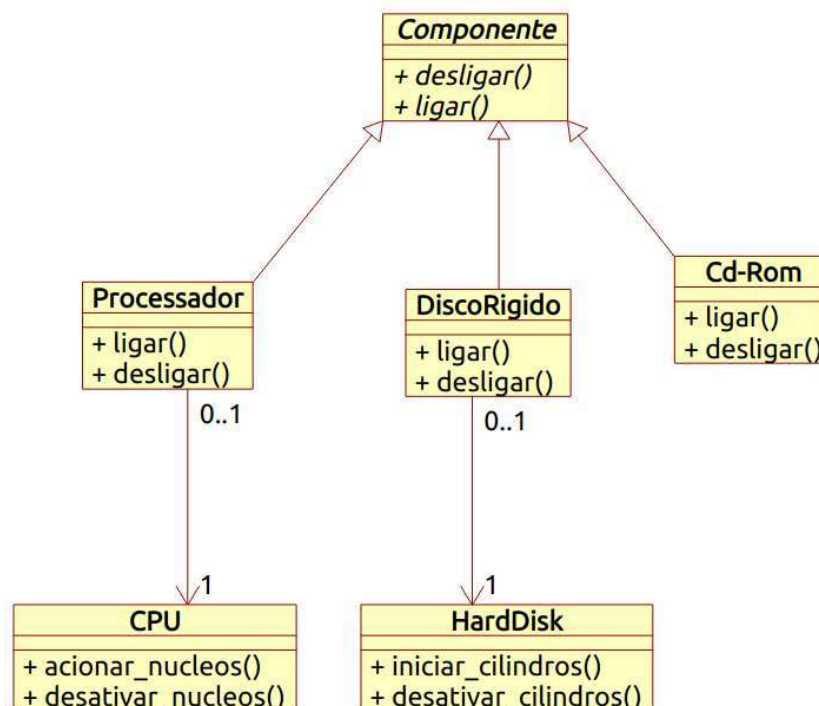 Componente
+ desligar()
+ ligar()
Processador
+ ligar()
+ desligar()
DiscoRigido
+ ligar()
+ desligar()
Cd-Rom
+ ligar()
+ desligar()
0..1
0..1
1
1
CPU
+ acionar_nucleos()
+ desativar_nucleos()
HardDisk
+ iniciar_cilindros()
+ desativar_cilindros()